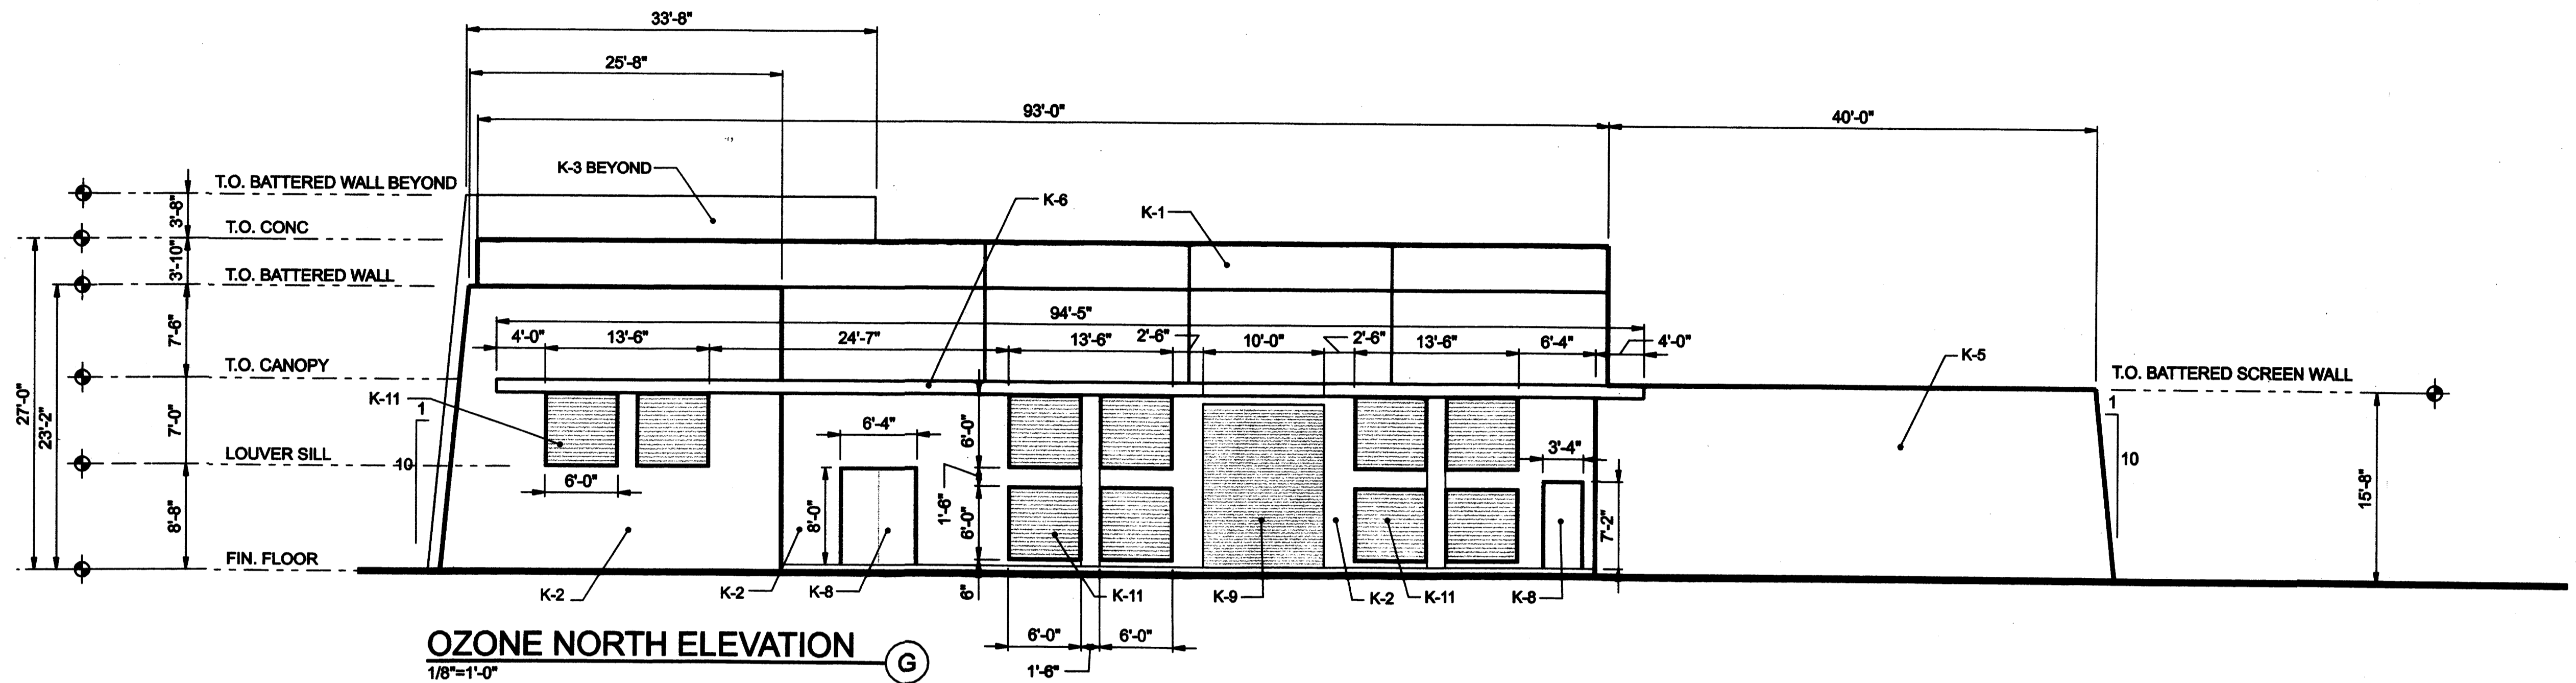 33'-8"
25'-8"
93'-0"
40'-0"
K-3 BEYOND
T.O. BATTERED WALL BEYOND
3'-8"
K-6
K-1
T.O. CONC
3'-10"
T.O. BATTERED WALL
94'-5"
7'-6"
4'-0"
13'-6"
24'-7"
13'-6"
2'-6"
10'-0"
2'-6"
13'-6"
6'-4"
4'-0"
K-5
T.O. CANOPY
T.O. BATTERED SCREEN WALL
K-11
1
1
27'-0"
23'-2"
7'-0"
6'-4"
6'-0"
3'-4"
LOUVER SILL
10
10
6'-0"
8'-8"
8'-0"
1'-6"
6'-0"
7'-2"
15'-8"
FIN. FLOOR
K-2
K-2
K-8
6"
K-11
K-9
K-2
K-11
K-8
OZONE NORTH ELEVATION
G
1/8"=1'-0"
6'-0"
6'-0"
1'-6"